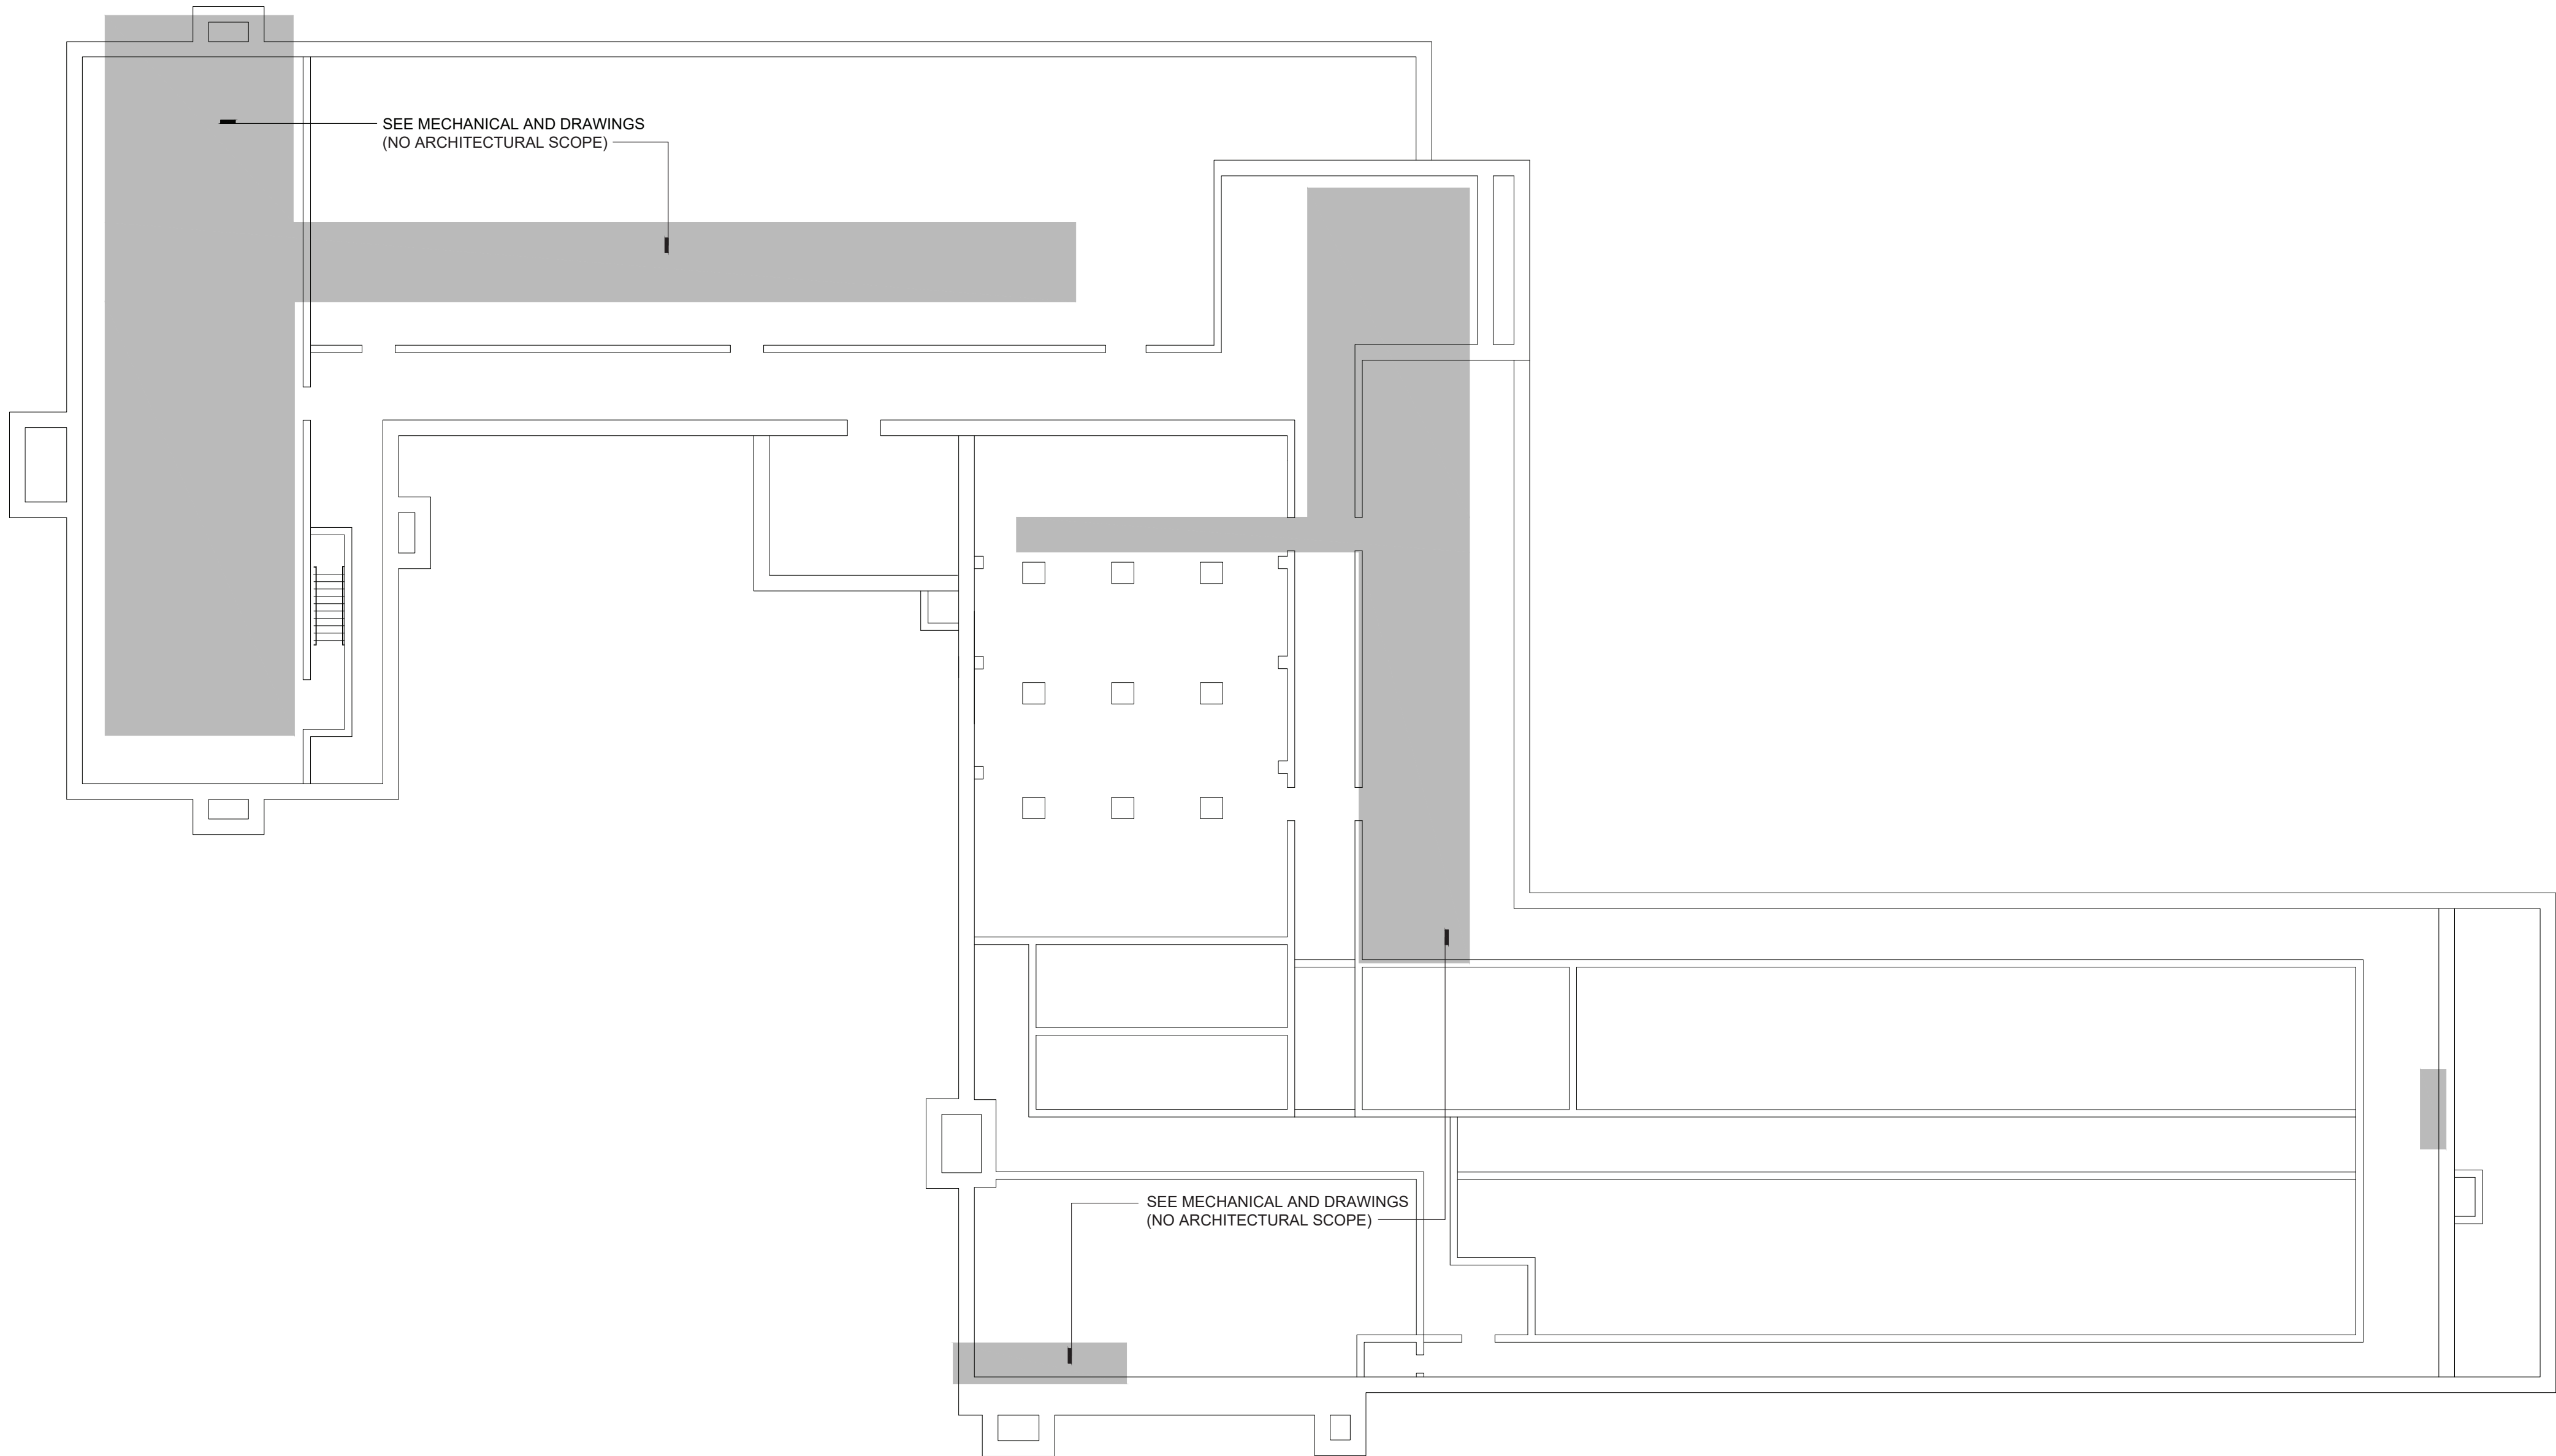 SEE MECHANICAL AND DRAWINGS
(NO ARCHITECTURAL SCOPE)
SEE MECHANICAL AND DRAWINGS
(NO ARCHITECTURAL SCOPE)